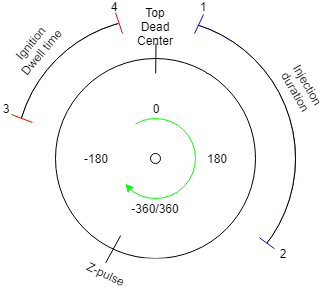 4
Top
Dead
Center
1
Ignition
Dwell time
Injection
duration
3
0
-180
180
-360/360
2
Z-pulse